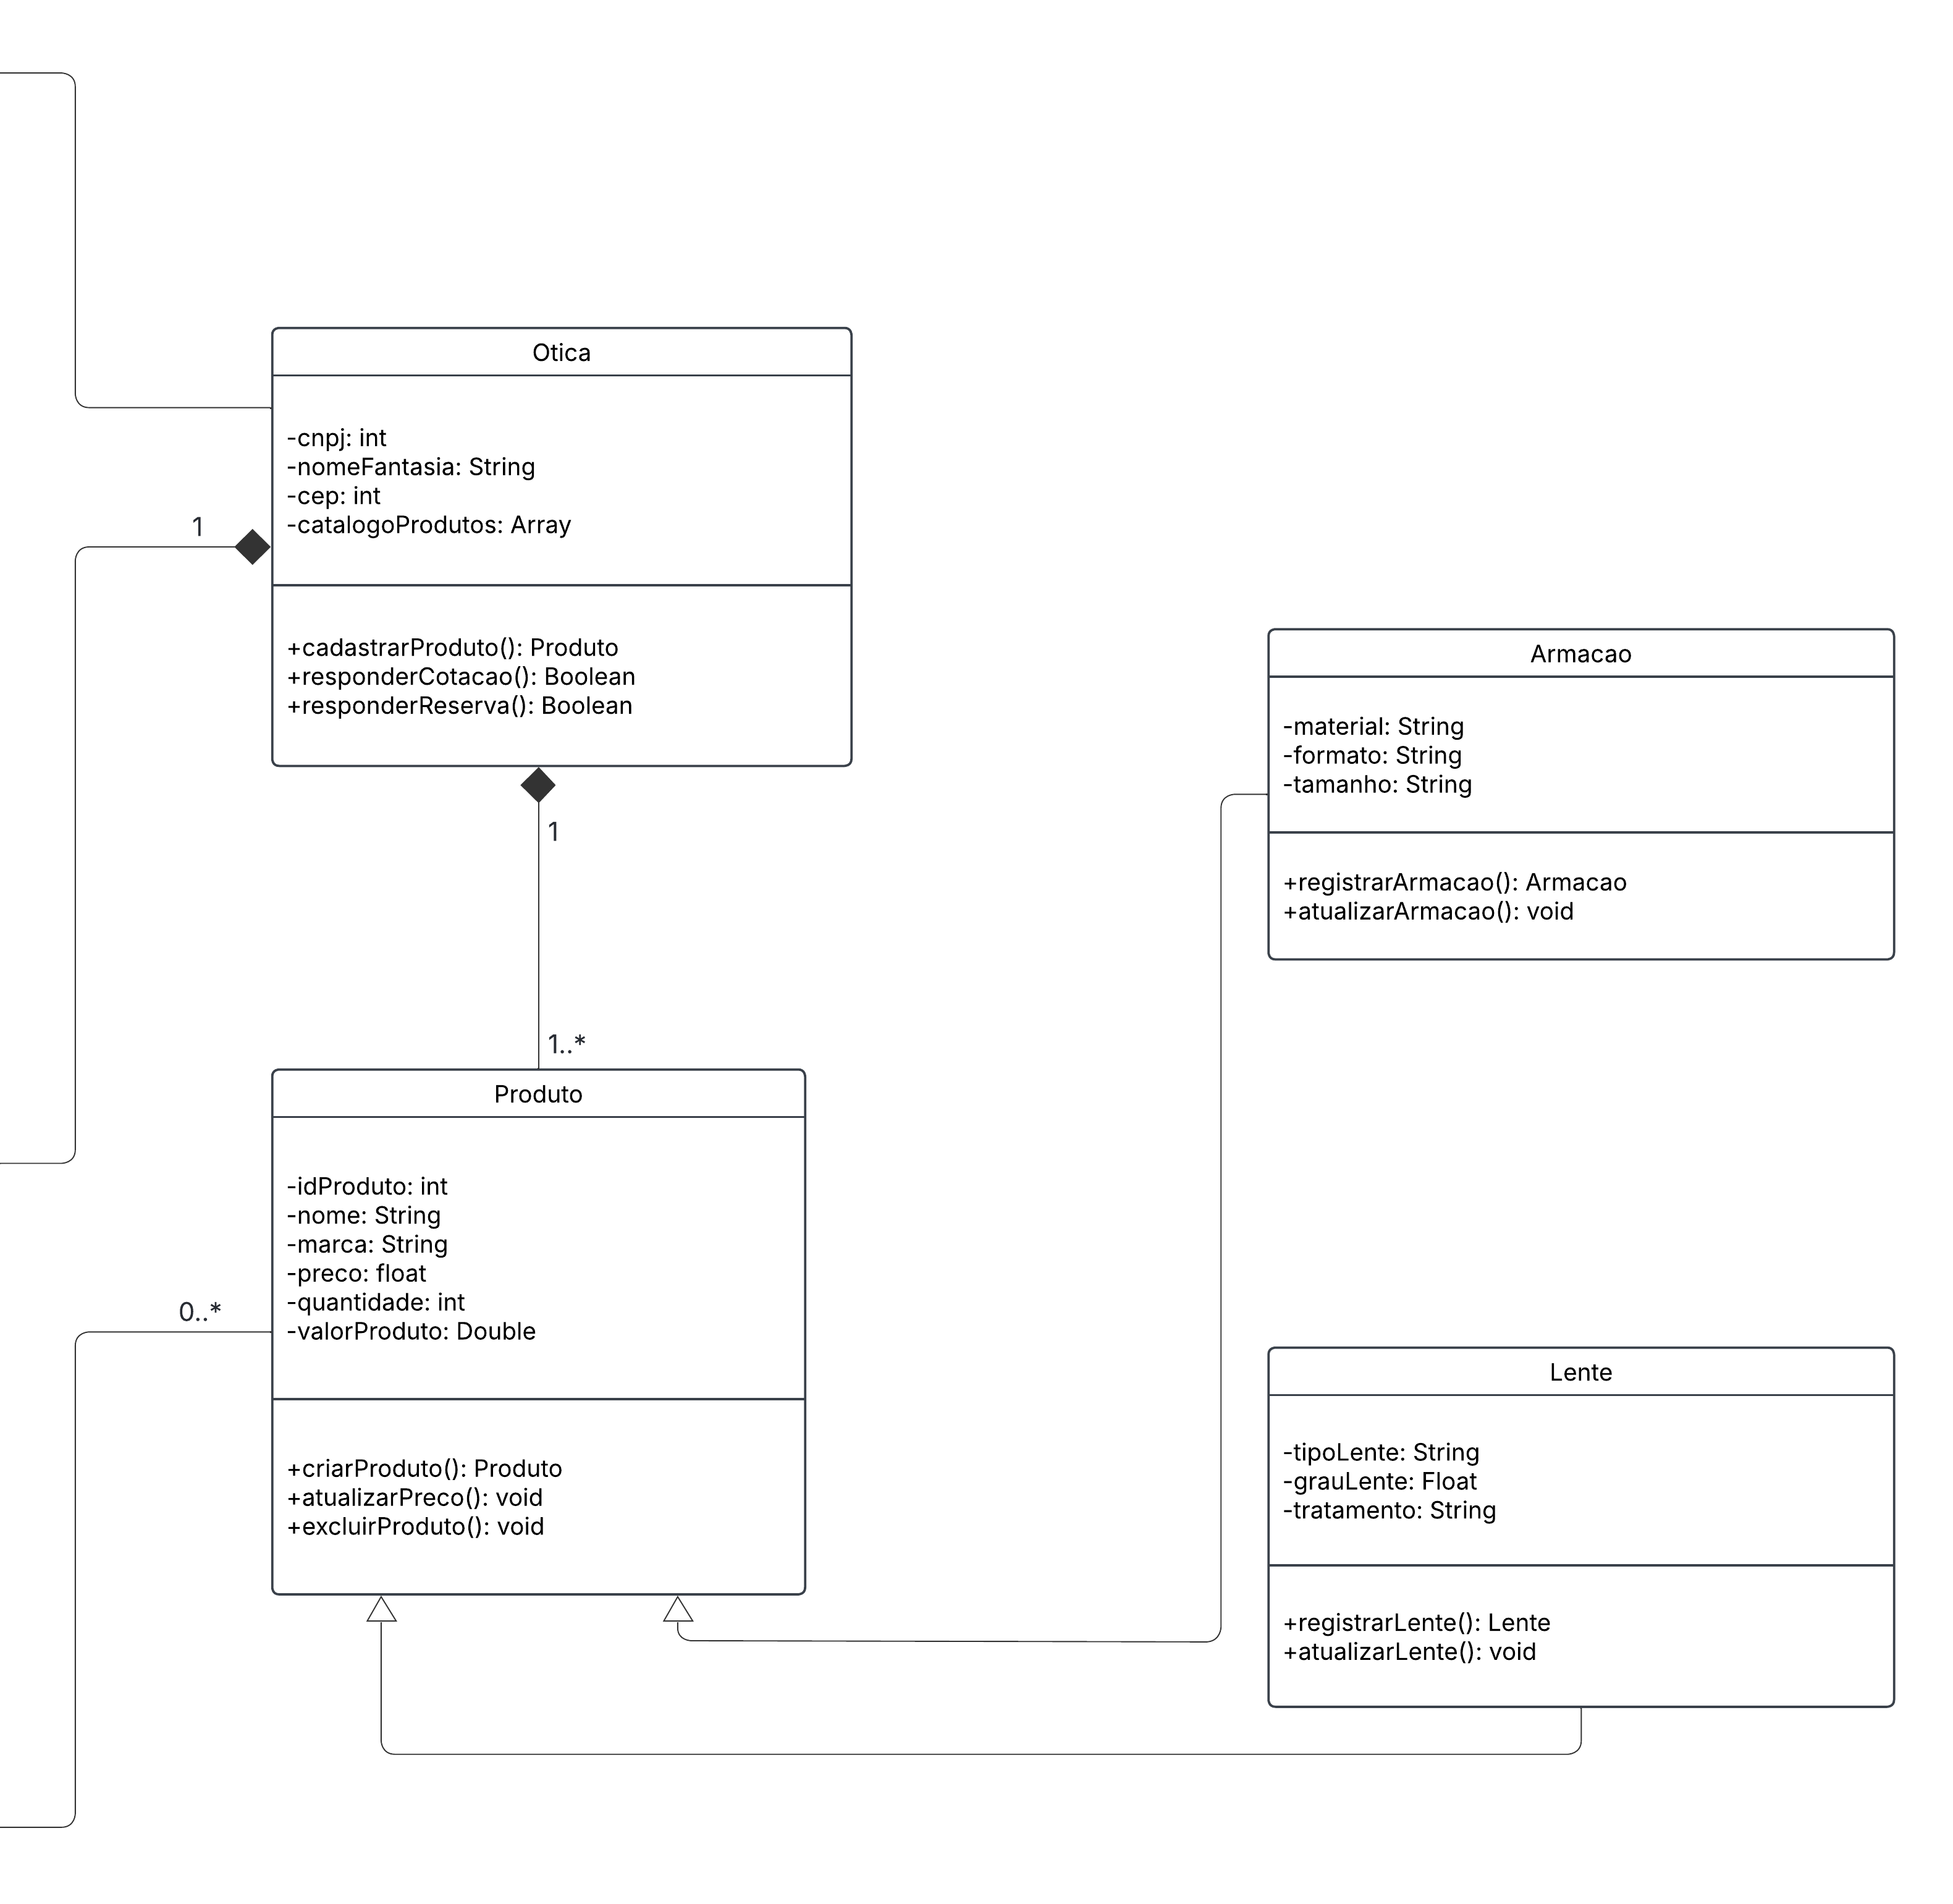 Otica
-cnpj: int
-nomeFantasia: String
-cep: int
-catalogoProdutos: Array
1
+cadastrarProduto(): Produto
+responderCotacao(): Boolean
+responderReserva(): Boolean
1
1..*
Armacao
-material: String
-formato: String
-tamanho: String
+registrarArmacao(): Armacao
+atualizarArmacao(): void
Produto
-idProduto: int
-nome: String
-marca: String
-preco: float
-quantidade: int
-valorProduto: Double
0..*
+criarProduto(): Produto
+atualizarPreco(): void
+excluirProduto(): void
Lente
-tipoLente: String
-grauLente: Float
-tratamento: String
+registrarLente(): Lente
+atualizarLente(): void